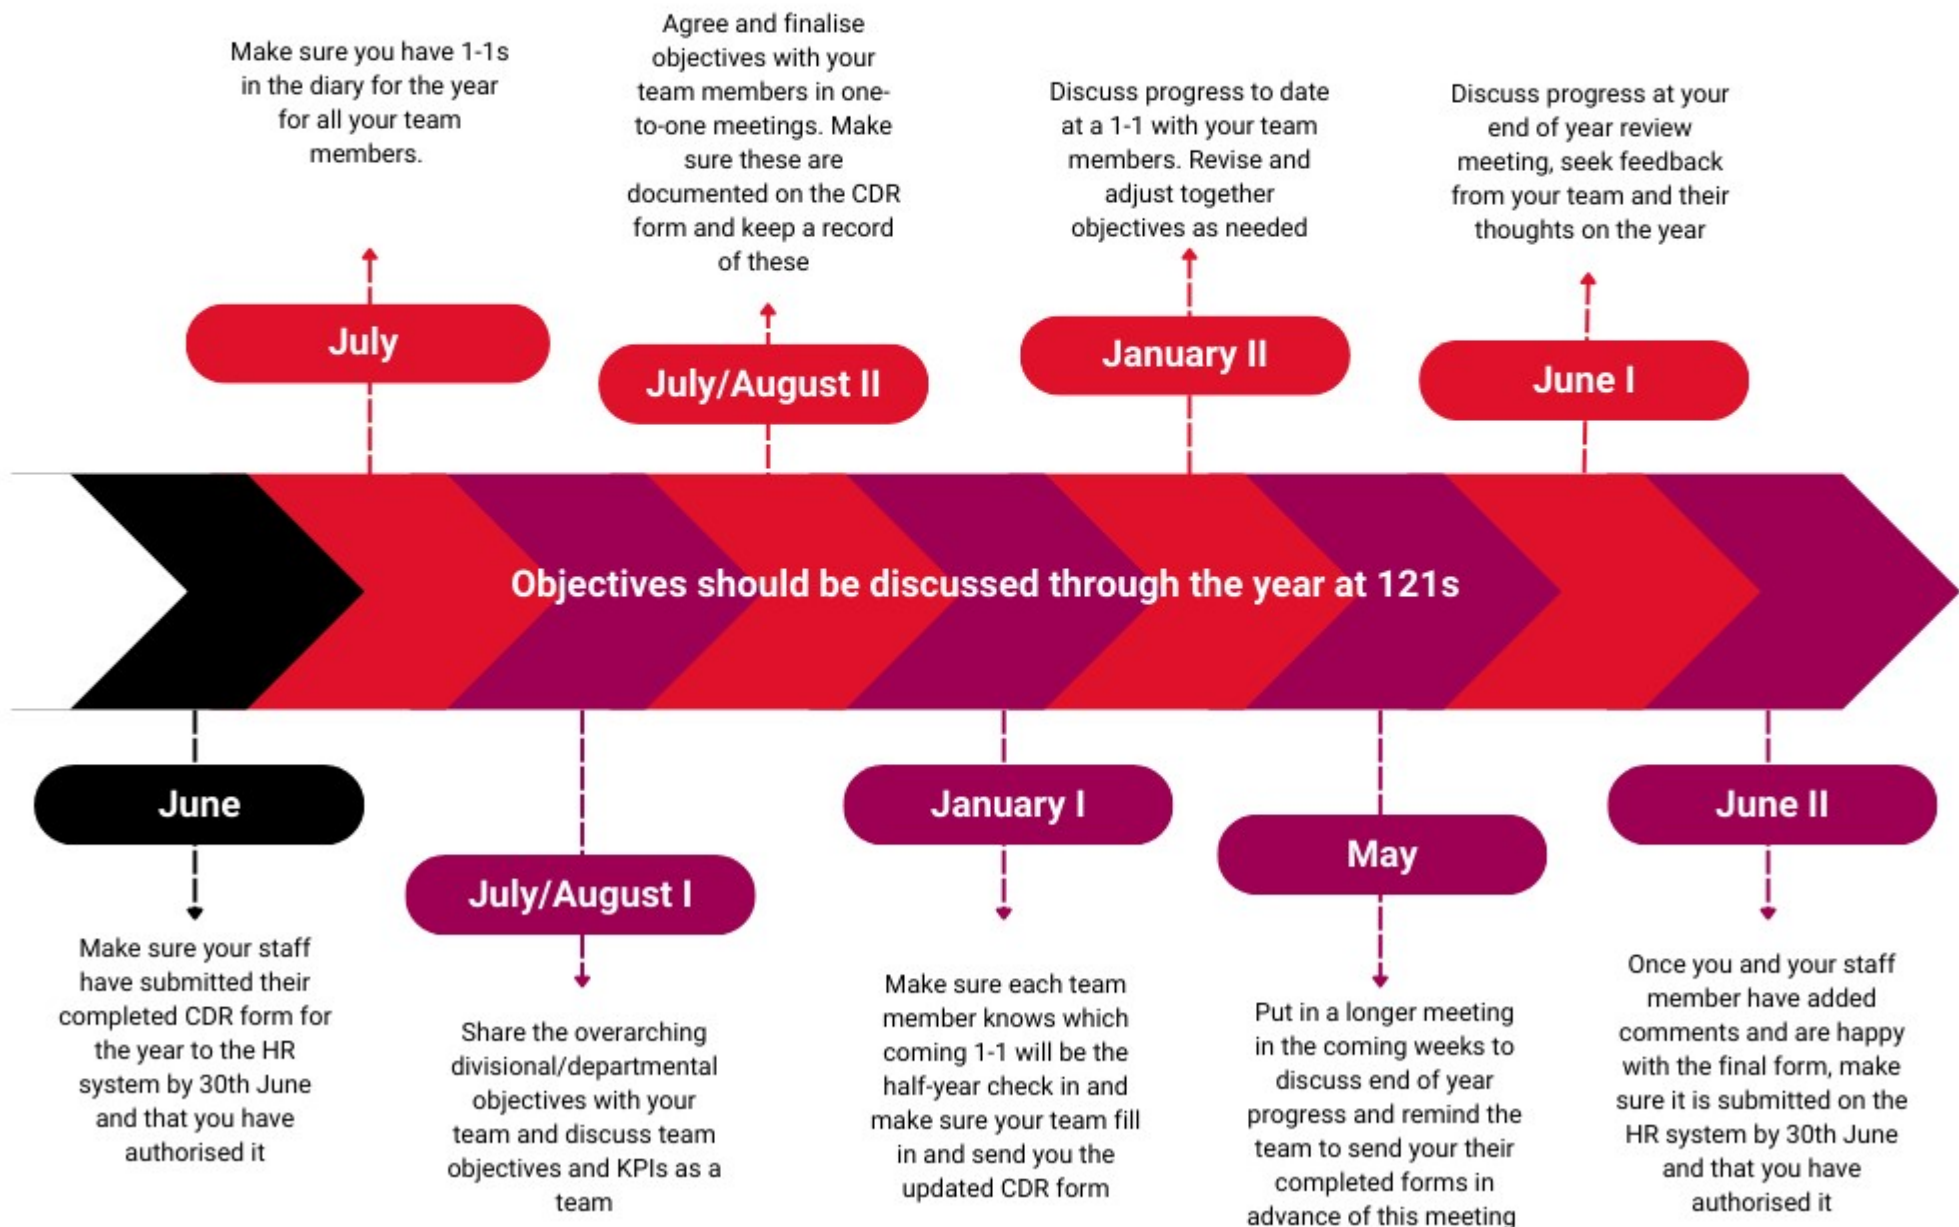 Make sure you have 1-1s
in the diary for the year
for all your team
members.
July
Agree and finalise
objectives with your
team members in one-
to-one meetings. Make
sure these are
documented on the CDR
form and keep a record
of these
July/August II
Discuss progress to date
at a 1-1 with your team
members. Revise and
adjust together
objectives as needed
January II
Discuss progress at your
end of year review
meeting, seek feedback
from your team and their
thoughts on the year
June I
Objectives should be discussed through the year at 121s
June
Make sure your staff
have submitted their
completed CDR form for
the year to the HR
system by 30th June
and that you have
authorised it
July/August I
Share the overarching
divisional/departmental
objectives with your
team and discuss team
objectives and KPIs as a
team
January I
Make sure each team
member knows which
coming 1-1 will be the
half-year check in and
make sure your team fill
in and send you the
updated CDR form
May
Put in a longer meeting
in the coming weeks to
discuss end of year
progress and remind the
team to send your their
completed forms in
advance of this meeting
June II
Once you and your staff
member have added
comments and are happy
with the final form, make
sure it is submitted on the
HR system by 30th June
and that you have
authorised it